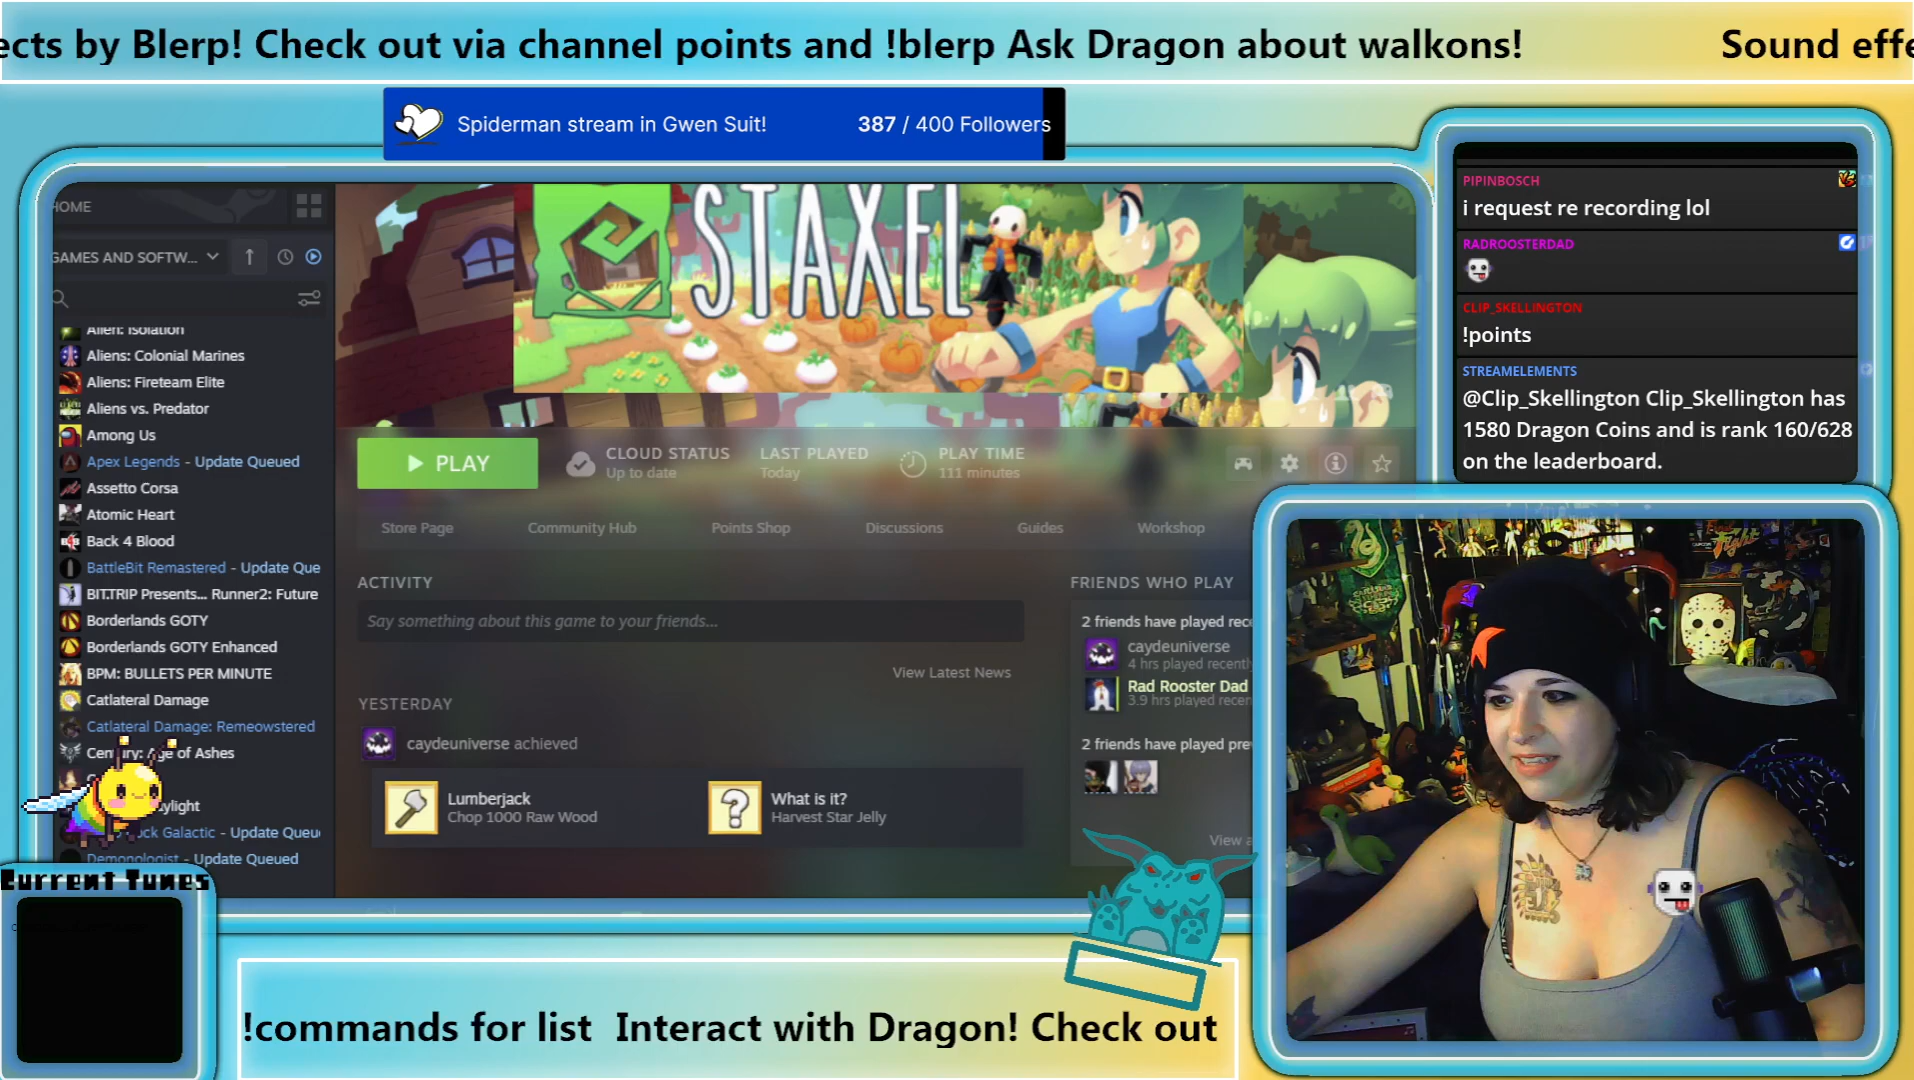 ects by Blerp! Check out via channel points and !blerp Ask Dragon about walkons!
Sound effe
Spiderman stream in Gwen Suit!
387 / 400 Followers
HOME
GAMES AND SOFTW...
Alien: Isolation
Aliens: Colonial Marines
Aliens: Fireteam Elite
Aliens vs. Predator
Among Us
Apex Legends - Update Queued
Assetto Corsa
Atomic Heart
Back 4 Blood
BattleBit Remastered - Update Que
BIT.TRIP Presents... Runner2: Future
Borderlands GOTY
Borderlands GOTY Enhanced
BPM: BULLETS PER MINUTE
Catlateral Damage
Catlateral Damage: Remeowstered
Century: Age of Ashes
ylight
ock Galactic - Update Queu
Demonologist - Update Queued
STAXEL
PLAY
CLOUD STATUS
Up to date
LAST PLAYED
Today
PLAY TIME
111 minutes
Store Page
Community Hub
Points Shop
Discussions
Guides
Workshop
ACTIVITY
Say something about this game to your friends...
View Latest News
YESTERDAY
caydeuniverse achieved
Lumberjack
Chop 1000 Raw Wood
What is it?
Harvest Star Jelly
FRIENDS WHO PLAY
2 friends have played rece
caydeuniverse
4 hrs played recently
Rad Rooster Dad
3.9 hrs played recen
2 friends have played pre
View a
PIPINBOSCH
i request re recording lol
RADROOSTERDAD
CLIP_SKELLINGTON
!points
STREAMELEMENTS
@Clip_Skellington Clip_Skellington has
1580 Dragon Coins and is rank 160/628
on the leaderboard.
Current Tunes
!commands for list Interact with Dragon! Check out